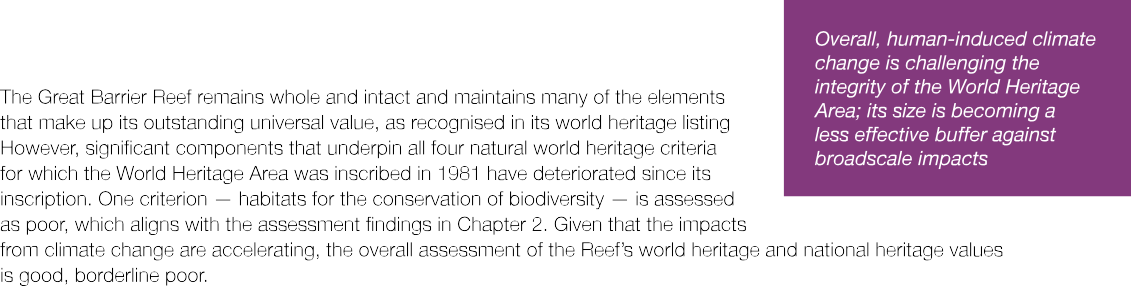 Overall, human-induced climate
change is challenging the
integrity of the World Heritage
Area; its size is becoming a
less effective buffer against
broadscale impacts
The Great Barrier Reef remains whole and intact and maintains many of the elements
that make up its outstanding universal value, as recognised in its world heritage listing
However, significant components that underpin all four natural world heritage criteria
for which the World Heritage Area was inscribed in 1981 have deteriorated since its
inscription. One criterion — habitats for the conservation of biodiversity — is assessed
as poor, which aligns with the assessment findings in Chapter 2. Given that the impacts
from climate change are accelerating, the overall assessment of the Reef’s world heritage and national heritage values
is good, borderline poor.